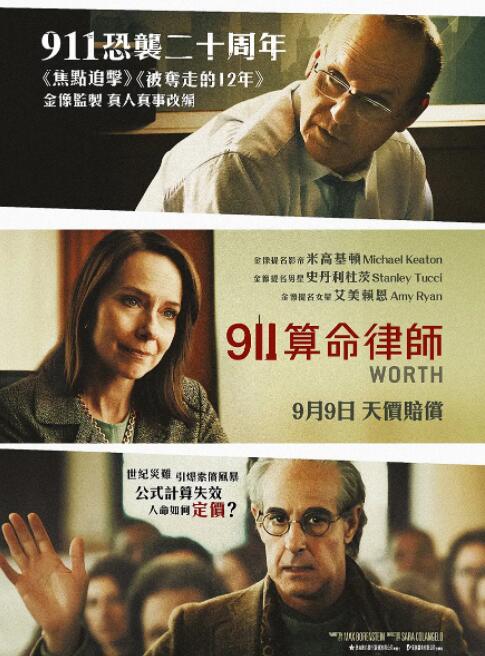 911恐襲二十周年
《焦點追擊》《被奪走的12年》
金像監製 真人真事改編
金像提名影帝 米高基頓 Michael Keaton
金像提名男星 史丹利杜茨 Stanley Tucci
金像提名女星 艾美賴恩 Amy Ryan
911算命律師
WORTH
9月9日 天價賠償
世紀災難 引爆索償風暴
公式計算失效
人命如何定價?
MAX BORENSTEIN SARA COLANGELO